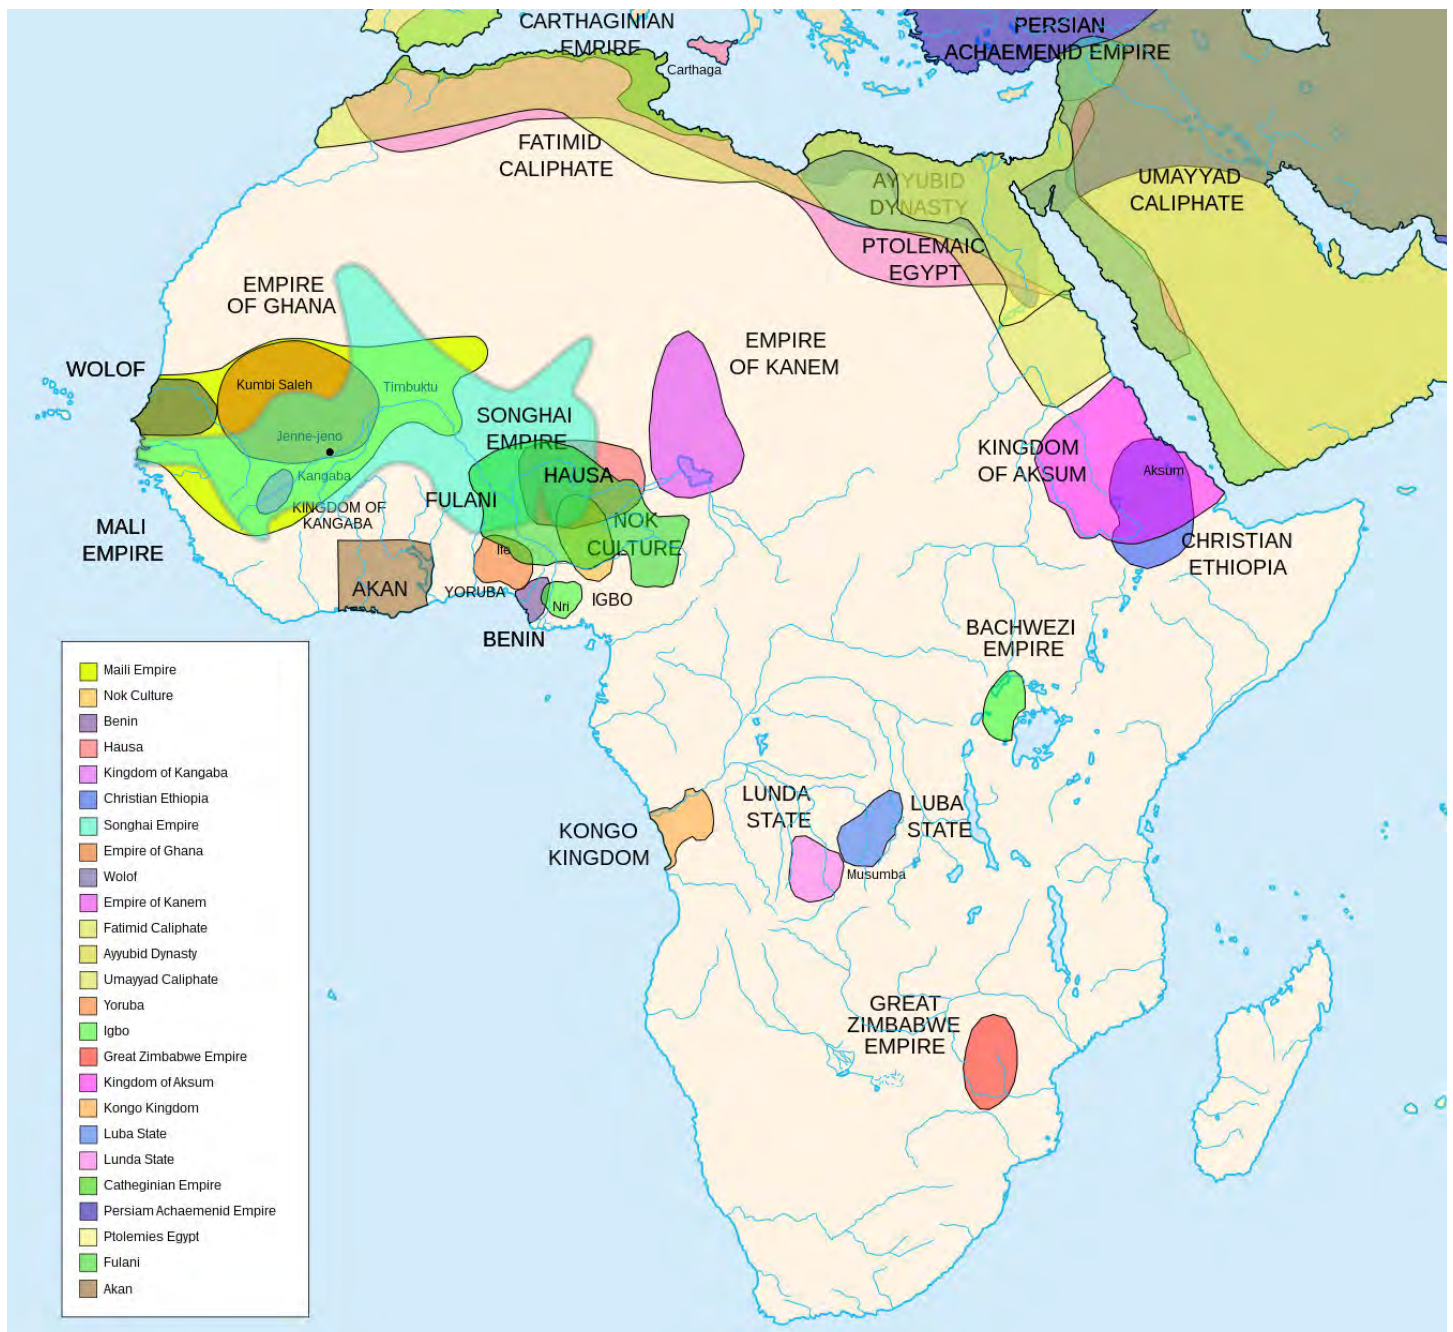 CARTHAGINIAN
EMPIRE
Carthaga
PERSIAN
ACHAEMENID EMPIRE
FATIMID
CALIPHATE
AYYUBID
DYNASTY
UMAYYAD
CALIPHATE
PTOLEMAIC
EGYPT
EMPIRE
OF GHANA
WOLOF
Kumbi Saleh
Timbuktu
EMPIRE
OF KANEM
SONGHAI
EMPIRE
Jenne-jeno
Kangaba
KINGDOM OF
KANGABA
HAUSA
FULANI
NOK
CULTURE
KINGDOM
OF AKSUM
Aksum
MALI
EMPIRE
CHRISTIAN
ETHIOPIA
AKAN
Ife
YORUBA
Nri
IGBO
BENIN
BACHWEZI
EMPIRE
LUNDA
STATE
LUBA
STATE
KONGO
KINGDOM
Musumba
GREAT
ZIMBABWE
EMPIRE
Maili Empire
Nok Culture
Benin
Hausa
Kingdom of Kangaba
Christian Ethiopia
Songhai Empire
Empire of Ghana
Wolof
Empire of Kanem
Fatimid Caliphate
Ayyubid Dynasty
Umayyad Caliphate
Yoruba
Igbo
Great Zimbabwe Empire
Kingdom of Aksum
Kongo Kingdom
Luba State
Lunda State
Catheginian Empire
Persiam Achaemenid Empire
Ptolemies Egypt
Fulani
Akan